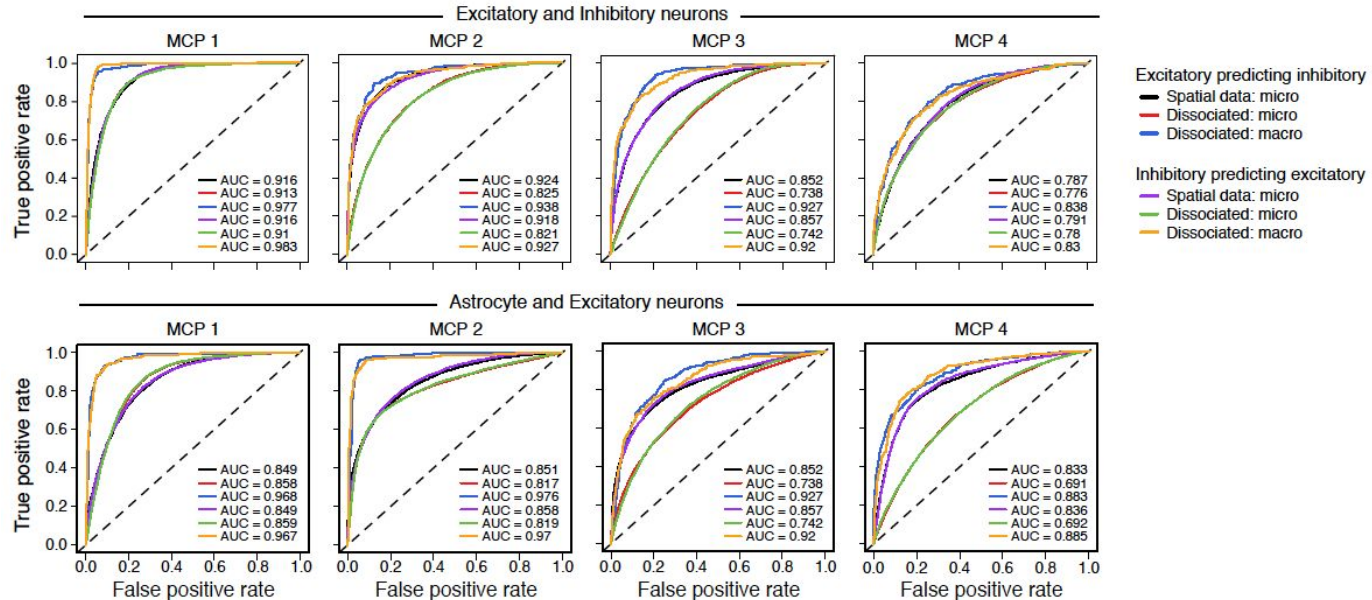 Excitatory and Inhibitory neurons
MCP 1
MCP 2
MCP 3
MCP 4
True positive rate
1.0
0.8
0.6
0.4
0.2
0.0
AUC = 0.916
AUC = 0.913
AUC = 0.977
AUC = 0.916
AUC = 0.91
AUC = 0.983
AUC = 0.924
AUC = 0.825
AUC = 0.938
AUC = 0.918
AUC = 0.821
AUC = 0.927
AUC = 0.852
AUC = 0.738
AUC = 0.927
AUC = 0.857
AUC = 0.742
AUC = 0.92
AUC = 0.787
AUC = 0.776
AUC = 0.838
AUC = 0.791
AUC = 0.78
AUC = 0.83
Excitatory predicting inhibitory
Spatial data: micro
Dissociated: micro
Dissociated: macro
Inhibitory predicting excitatory
Spatial data: micro
Dissociated: micro
Dissociated: macro
Astrocyte and Excitatory neurons
MCP 1
MCP 2
MCP 3
MCP 4
True positive rate
1.0
0.8
0.6
0.4
0.2
0.0
AUC = 0.849
AUC = 0.858
AUC = 0.968
AUC = 0.849
AUC = 0.859
AUC = 0.967
AUC = 0.851
AUC = 0.817
AUC = 0.976
AUC = 0.858
AUC = 0.819
AUC = 0.97
AUC = 0.852
AUC = 0.738
AUC = 0.927
AUC = 0.857
AUC = 0.742
AUC = 0.92
AUC = 0.833
AUC = 0.691
AUC = 0.883
AUC = 0.836
AUC = 0.692
AUC = 0.885
0.0 0.2 0.4 0.6 0.8 1.0
0.0 0.2 0.4 0.6 0.8 1.0
0.0 0.2 0.4 0.6 0.8 1.0
0.0 0.2 0.4 0.6 0.8 1.0
False positive rate
False positive rate
False positive rate
False positive rate